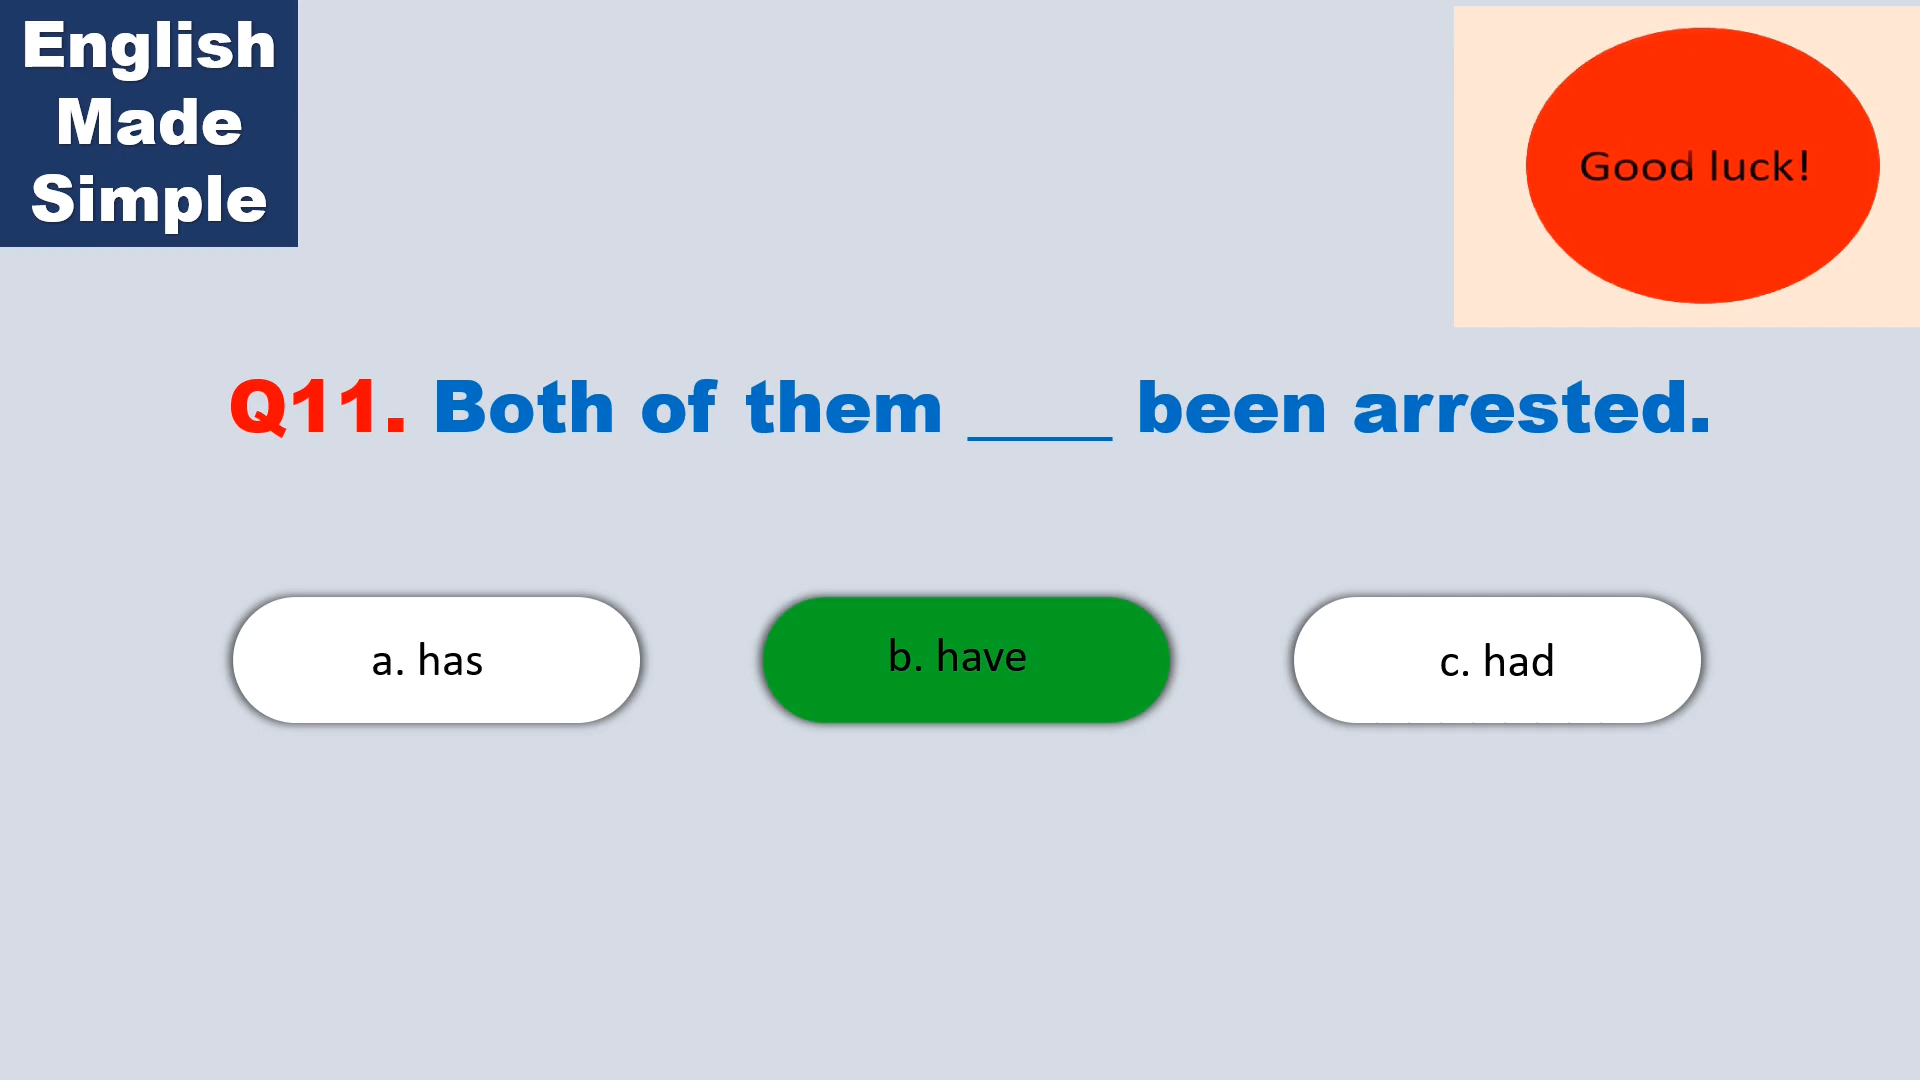 English
Made
Simple
Good luck!
Q11. Both of them ____ been arrested.
a. has
b. have
c. had